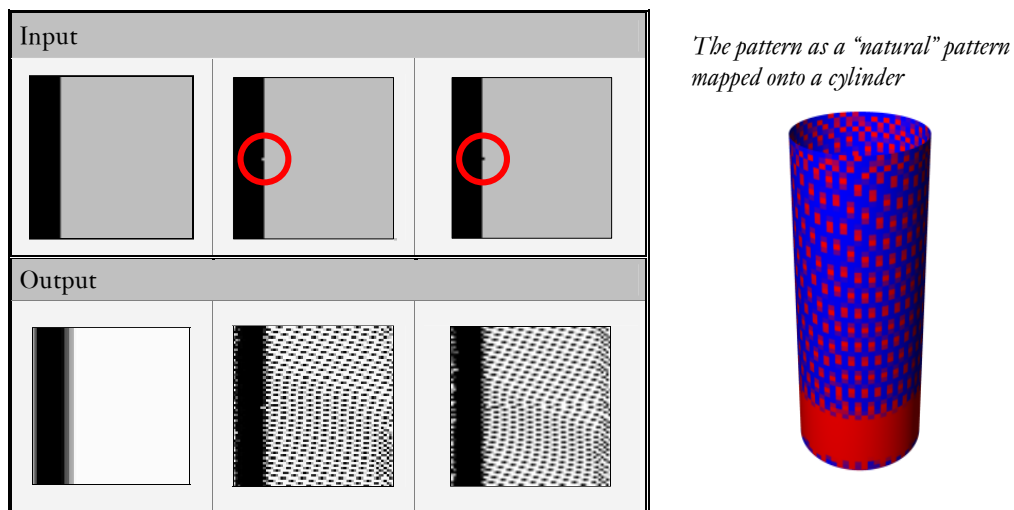 Input
Output
The pattern as a “natural” pattern
mapped onto a cylinder